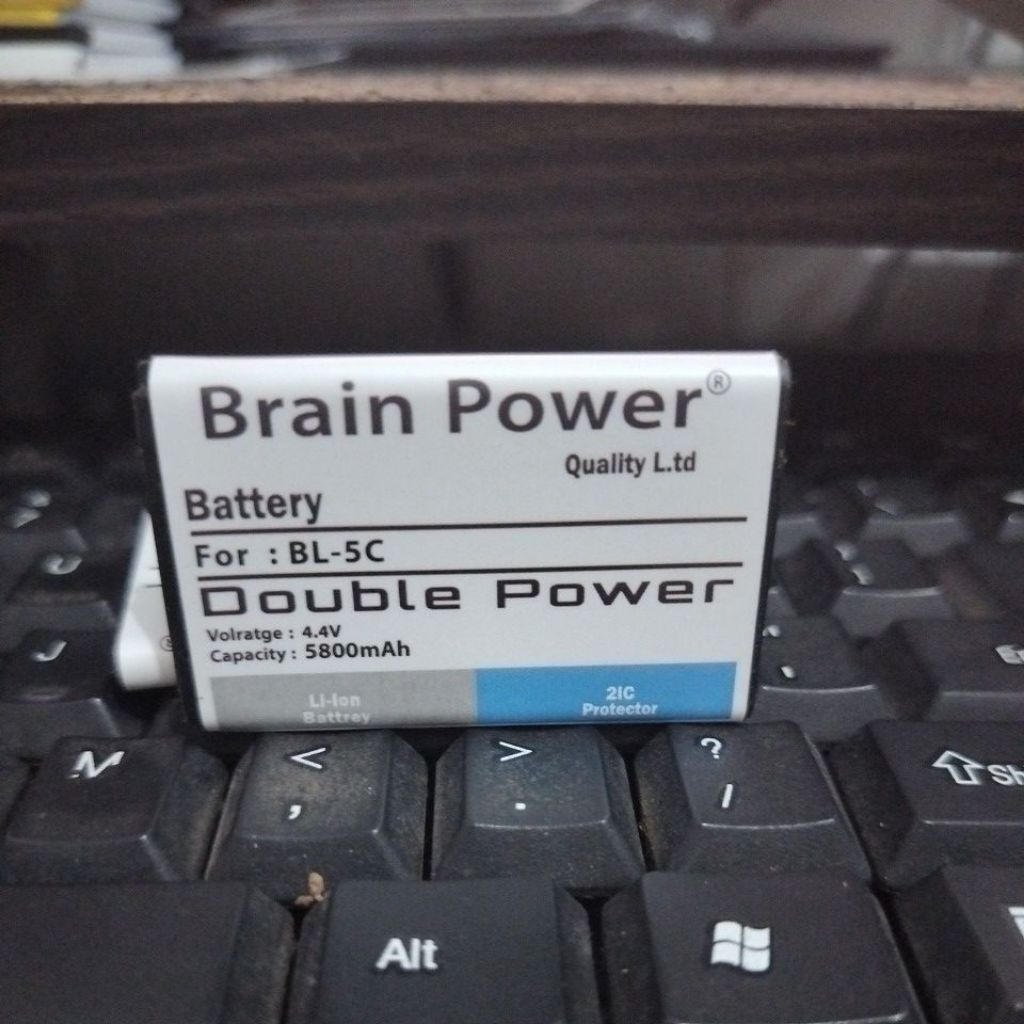 Brain Power®
Quality L.td
Battery
For : BL-5C
Double Power
Volratge : 4.4V
Capacity : 5800mAh
Li-Ion
Battrey
2IC
Protector
M
<
,
>
.
?
/
Alt